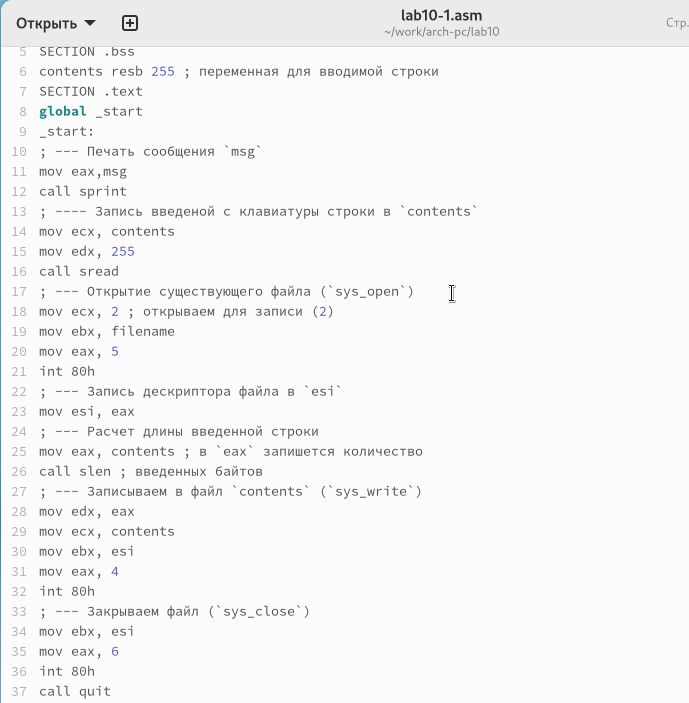 Открыть
lab10-1.asm
~/work/arch-pc/lab10
Стр.
5 SECTION .bss
6 contents resb 255 ; переменная для вводимой строки
7 SECTION .text
8 global _start
9 _start:
10 ; --- Печать сообщения `msg`
11 mov eax,msg
12 call sprint
13 ; ---- Запись введеной с клавиатуры строки в `contents`
14 mov ecx, contents
15 mov edx, 255
16 call sread
17 ; --- Открытие существующего файла (`sys_open`)
18 mov ecx, 2 ; открываем для записи (2)
19 mov ebx, filename
20 mov eax, 5
21 int 80h
22 ; --- Запись дескриптора файла в `esi`
23 mov esi, eax
24 ; --- Расчет длины введенной строки
25 mov eax, contents ; в `eax` запишется количество
26 call slen ; введенных байтов
27 ; --- Записываем в файл `contents` (`sys_write`)
28 mov edx, eax
29 mov ecx, contents
30 mov ebx, esi
31 mov eax, 4
32 int 80h
33 ; --- Закрываем файл (`sys_close`)
34 mov ebx, esi
35 mov eax, 6
36 int 80h
37 call quit